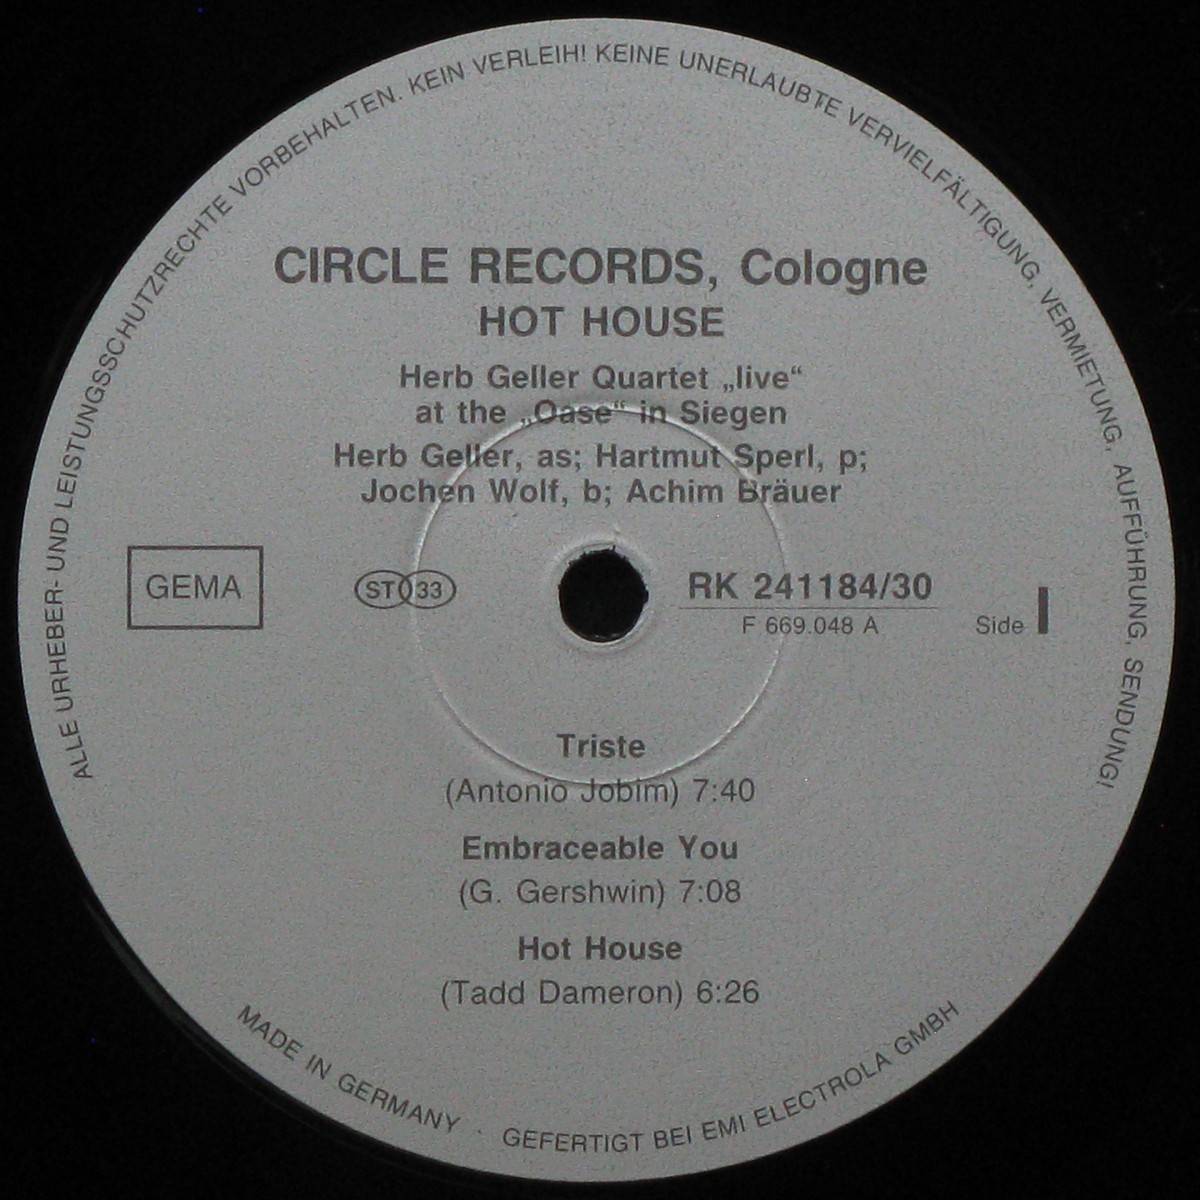 ALLE URHEBER- UND LEISTUNGSSCHUTZRECHTE VORBEHALTEN. KEIN VERLEIH! KEINE UNERLAUBTE VERVIELFÄLTIGUNG, VERMIETUNG, AUFFÜHRUNG, SENDUNG!
CIRCLE RECORDS, Cologne
HOT HOUSE
Herb Geller Quartet „live“
at the „Oase“ in Siegen
Herb Geller, as; Hartmut Sperl, p;
Jochen Wolf, b; Achim Bräuer
GEMA
ST 33
RK 241184/30
F 669.048 A
Side I
Triste
(Antonio Jobim) 7:40
Embraceable You
(G. Gershwin) 7:08
Hot House
(Tadd Dameron) 6:26
MADE IN GERMANY · GEFERTIGT BEI EMI ELECTROLA GMBH